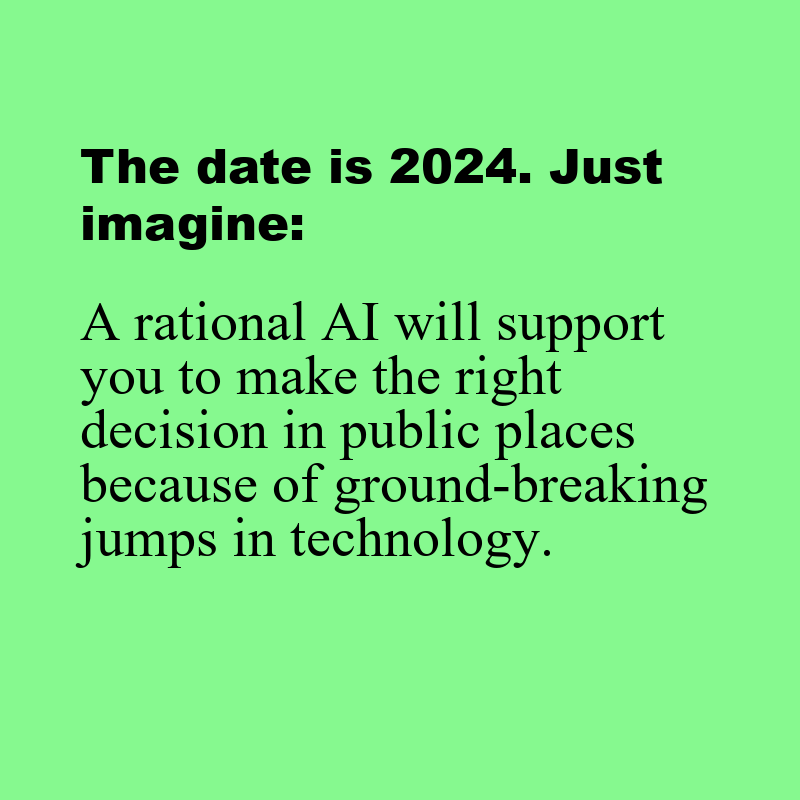 The date is 2024. Just
imagine:
A rational AI will support
you to make the right
decision in public places
because of ground-breaking
jumps in technology.